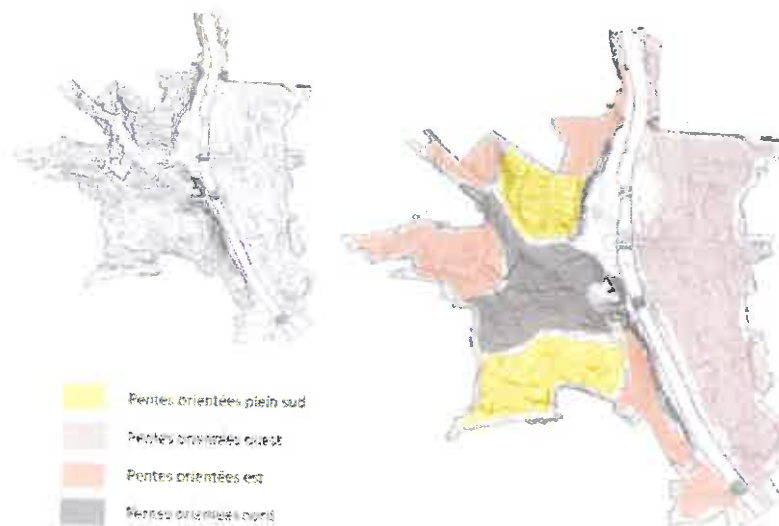 Pentes orientées plein sud
Pentes orientées ouest
Pentes orientées est
Pentes orientées nord